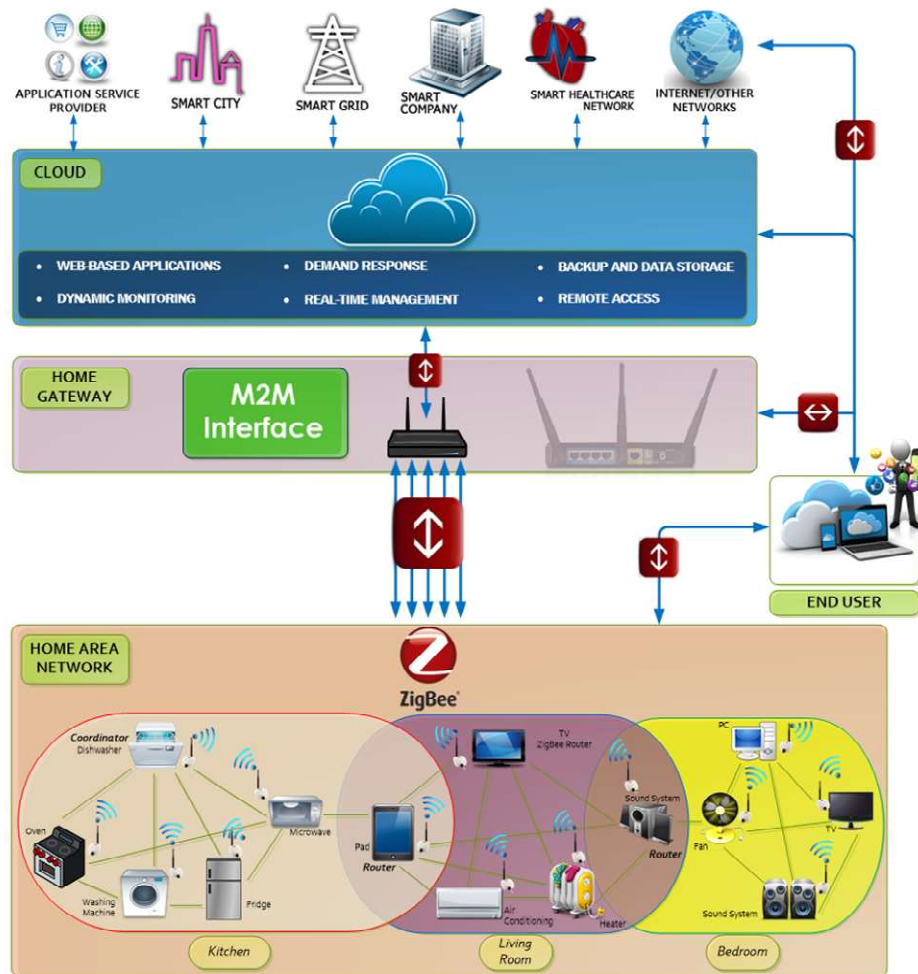 APPLICATION SERVICE
PROVIDER
SMART CITY
SMART GRID
SMART
COMPANY
SMART HEALTHCARE
NETWORK
INTERNET/OTHER
NETWORKS
CLOUD
• WEB-BASED APPLICATIONS
• DEMAND RESPONSE
• BACKUP AND DATA STORAGE
• DYNAMIC MONITORING
• REAL-TIME MANAGEMENT
• REMOTE ACCESS
HOME
GATEWAY
M2M
Interface
END USER
HOME AREA
NETWORK
Z
ZigBee®
Coordinator
Dishwasher
Oven
Washing
Machine
Fridge
Microwave
Kitchen
Pad
Router
TV
ZigBee Router
Air
Conditioning
Heater
Living
Room
Sound System
Router
PC
Fan
TV
Sound System
Bedroom